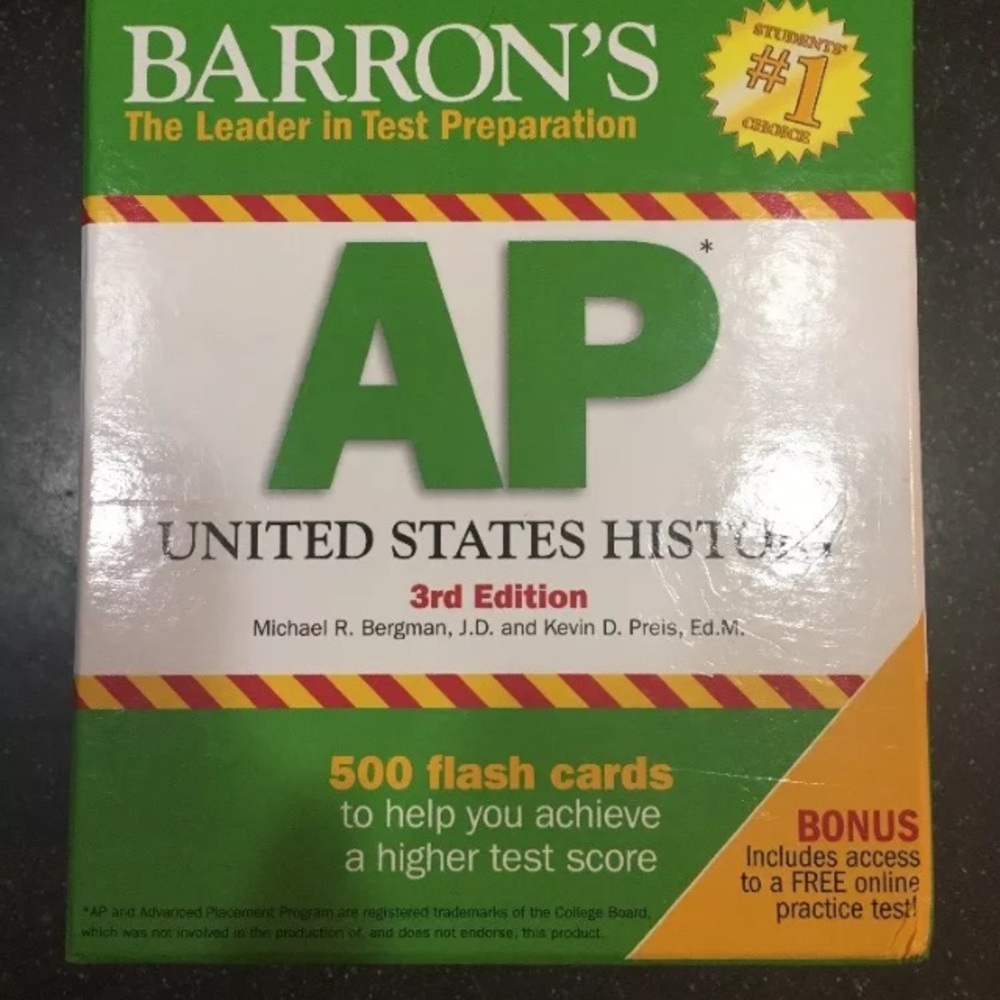 BARRON'S
The Leader in Test Preparation
STUDENTS'
#1
CHOICE
AP*
UNITED STATES HISTORY
3rd Edition
Michael R. Bergman, J.D. and Kevin D. Preis, Ed.M.
500 flash cards
to help you achieve
a higher test score
BONUS
Includes access
to a FREE online
practice test!
*AP and Advanced Placement Program are registered trademarks of the College Board,
which was not involved in the production of, and does not endorse, this product.